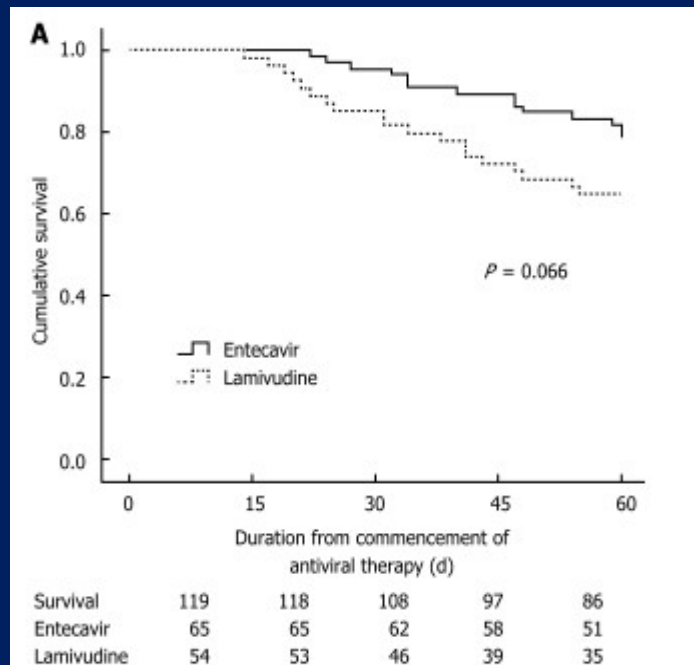 A
1.0
0.8
0.6
0.4
0.2
0.0
Cumulative survival
P = 0.066
Entecavir
Lamivudine
0 15 30 45 60
Duration from commencement of
antiviral therapy (d)
Survival 119 118 108 97 86
Entecavir 65 65 62 58 51
Lamivudine 54 53 46 39 35